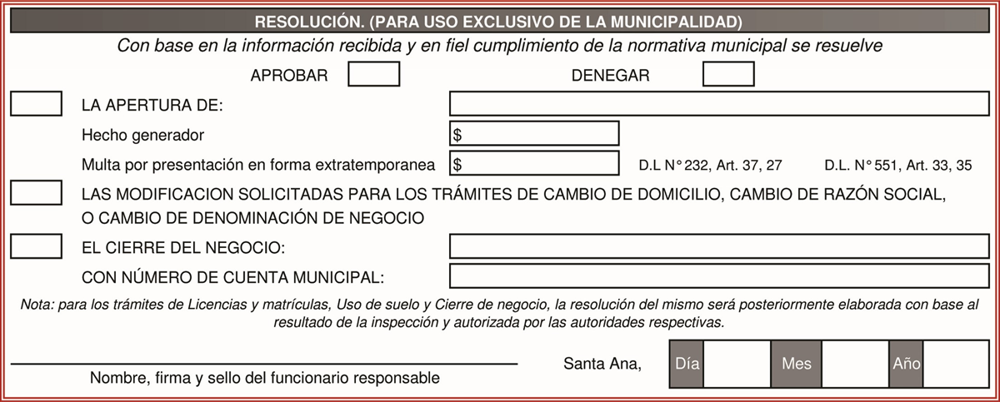 RESOLUCIÓN. (PARA USO EXCLUSIVO DE LA MUNICIPALIDAD)
Con base en la información recibida y en fiel cumplimiento de la normativa municipal se resuelve
APROBAR DENEGAR
LA APERTURA DE:
Hecho generador $
Multa por presentación en forma extratemporanea $ D.L N° 232, Art. 37, 27 D.L. N° 551, Art. 33, 35
LAS MODIFICACION SOLICITADAS PARA LOS TRÁMITES DE CAMBIO DE DOMICILIO, CAMBIO DE RAZÓN SOCIAL,
O CAMBIO DE DENOMINACIÓN DE NEGOCIO
EL CIERRE DEL NEGOCIO:
CON NÚMERO DE CUENTA MUNICIPAL:
Nota: para los trámites de Licencias y matrículas, Uso de suelo y Cierre de negocio, la resolución del mismo será posteriormente elaborada con base al
resultado de la inspección y autorizada por las autoridades respectivas.
Santa Ana, Día Mes Año
Nombre, firma y sello del funcionario responsable